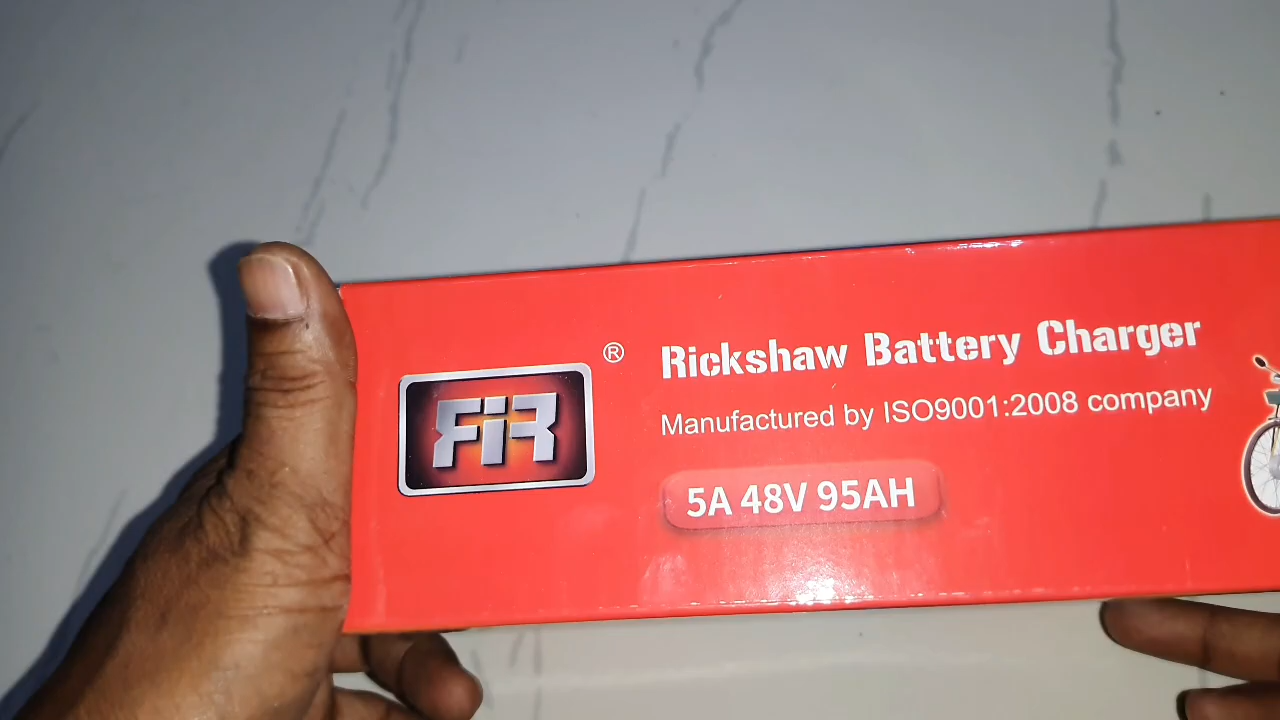 FiR
®
Rickshaw Battery Charger
Manufactured by ISO9001:2008 company
5A 48V 95AH